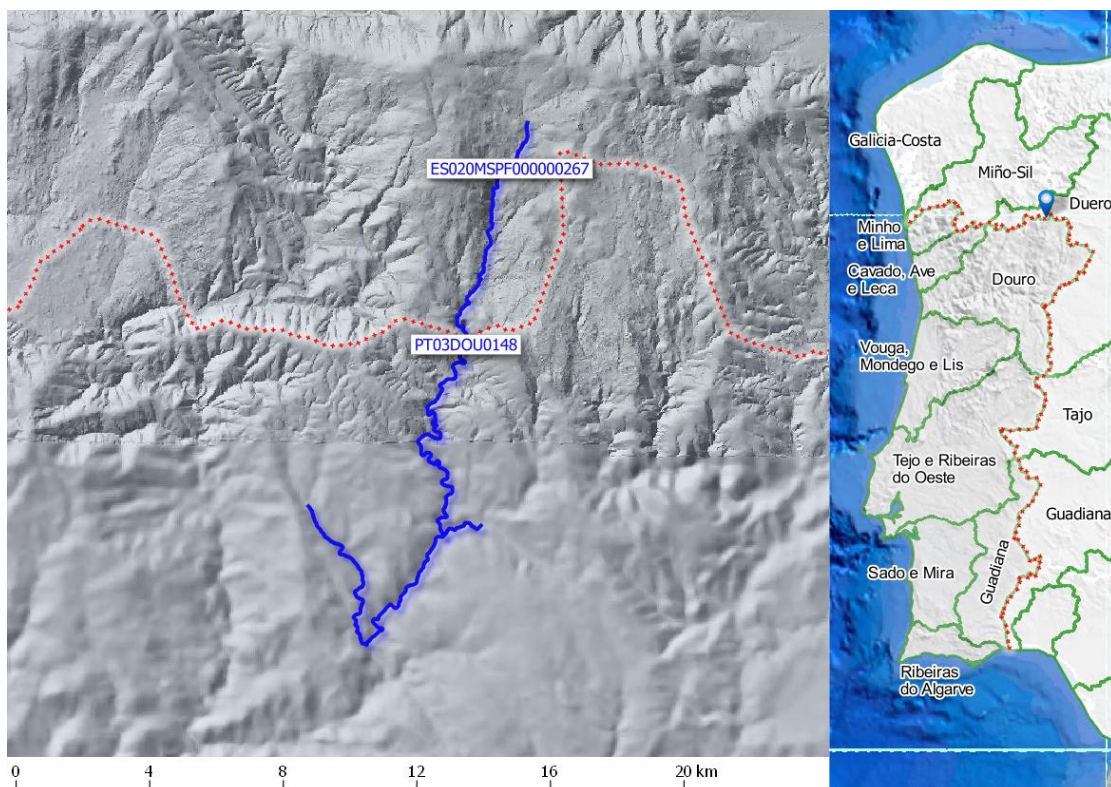 ES020MSPF000000267
PT03DOU0148
0 4 8 12 16 20 km
Galicia-Costa
Miño-Sil
Duero
Minho
e Lima
Cavado, Ave
e Leca
Douro
Vouga,
Mondego e Lis
Tajo
Tejo e Ribeiras
do Oeste
Guadiana
Sado e Mira
Guadiana
Ribeiras
do Algarve